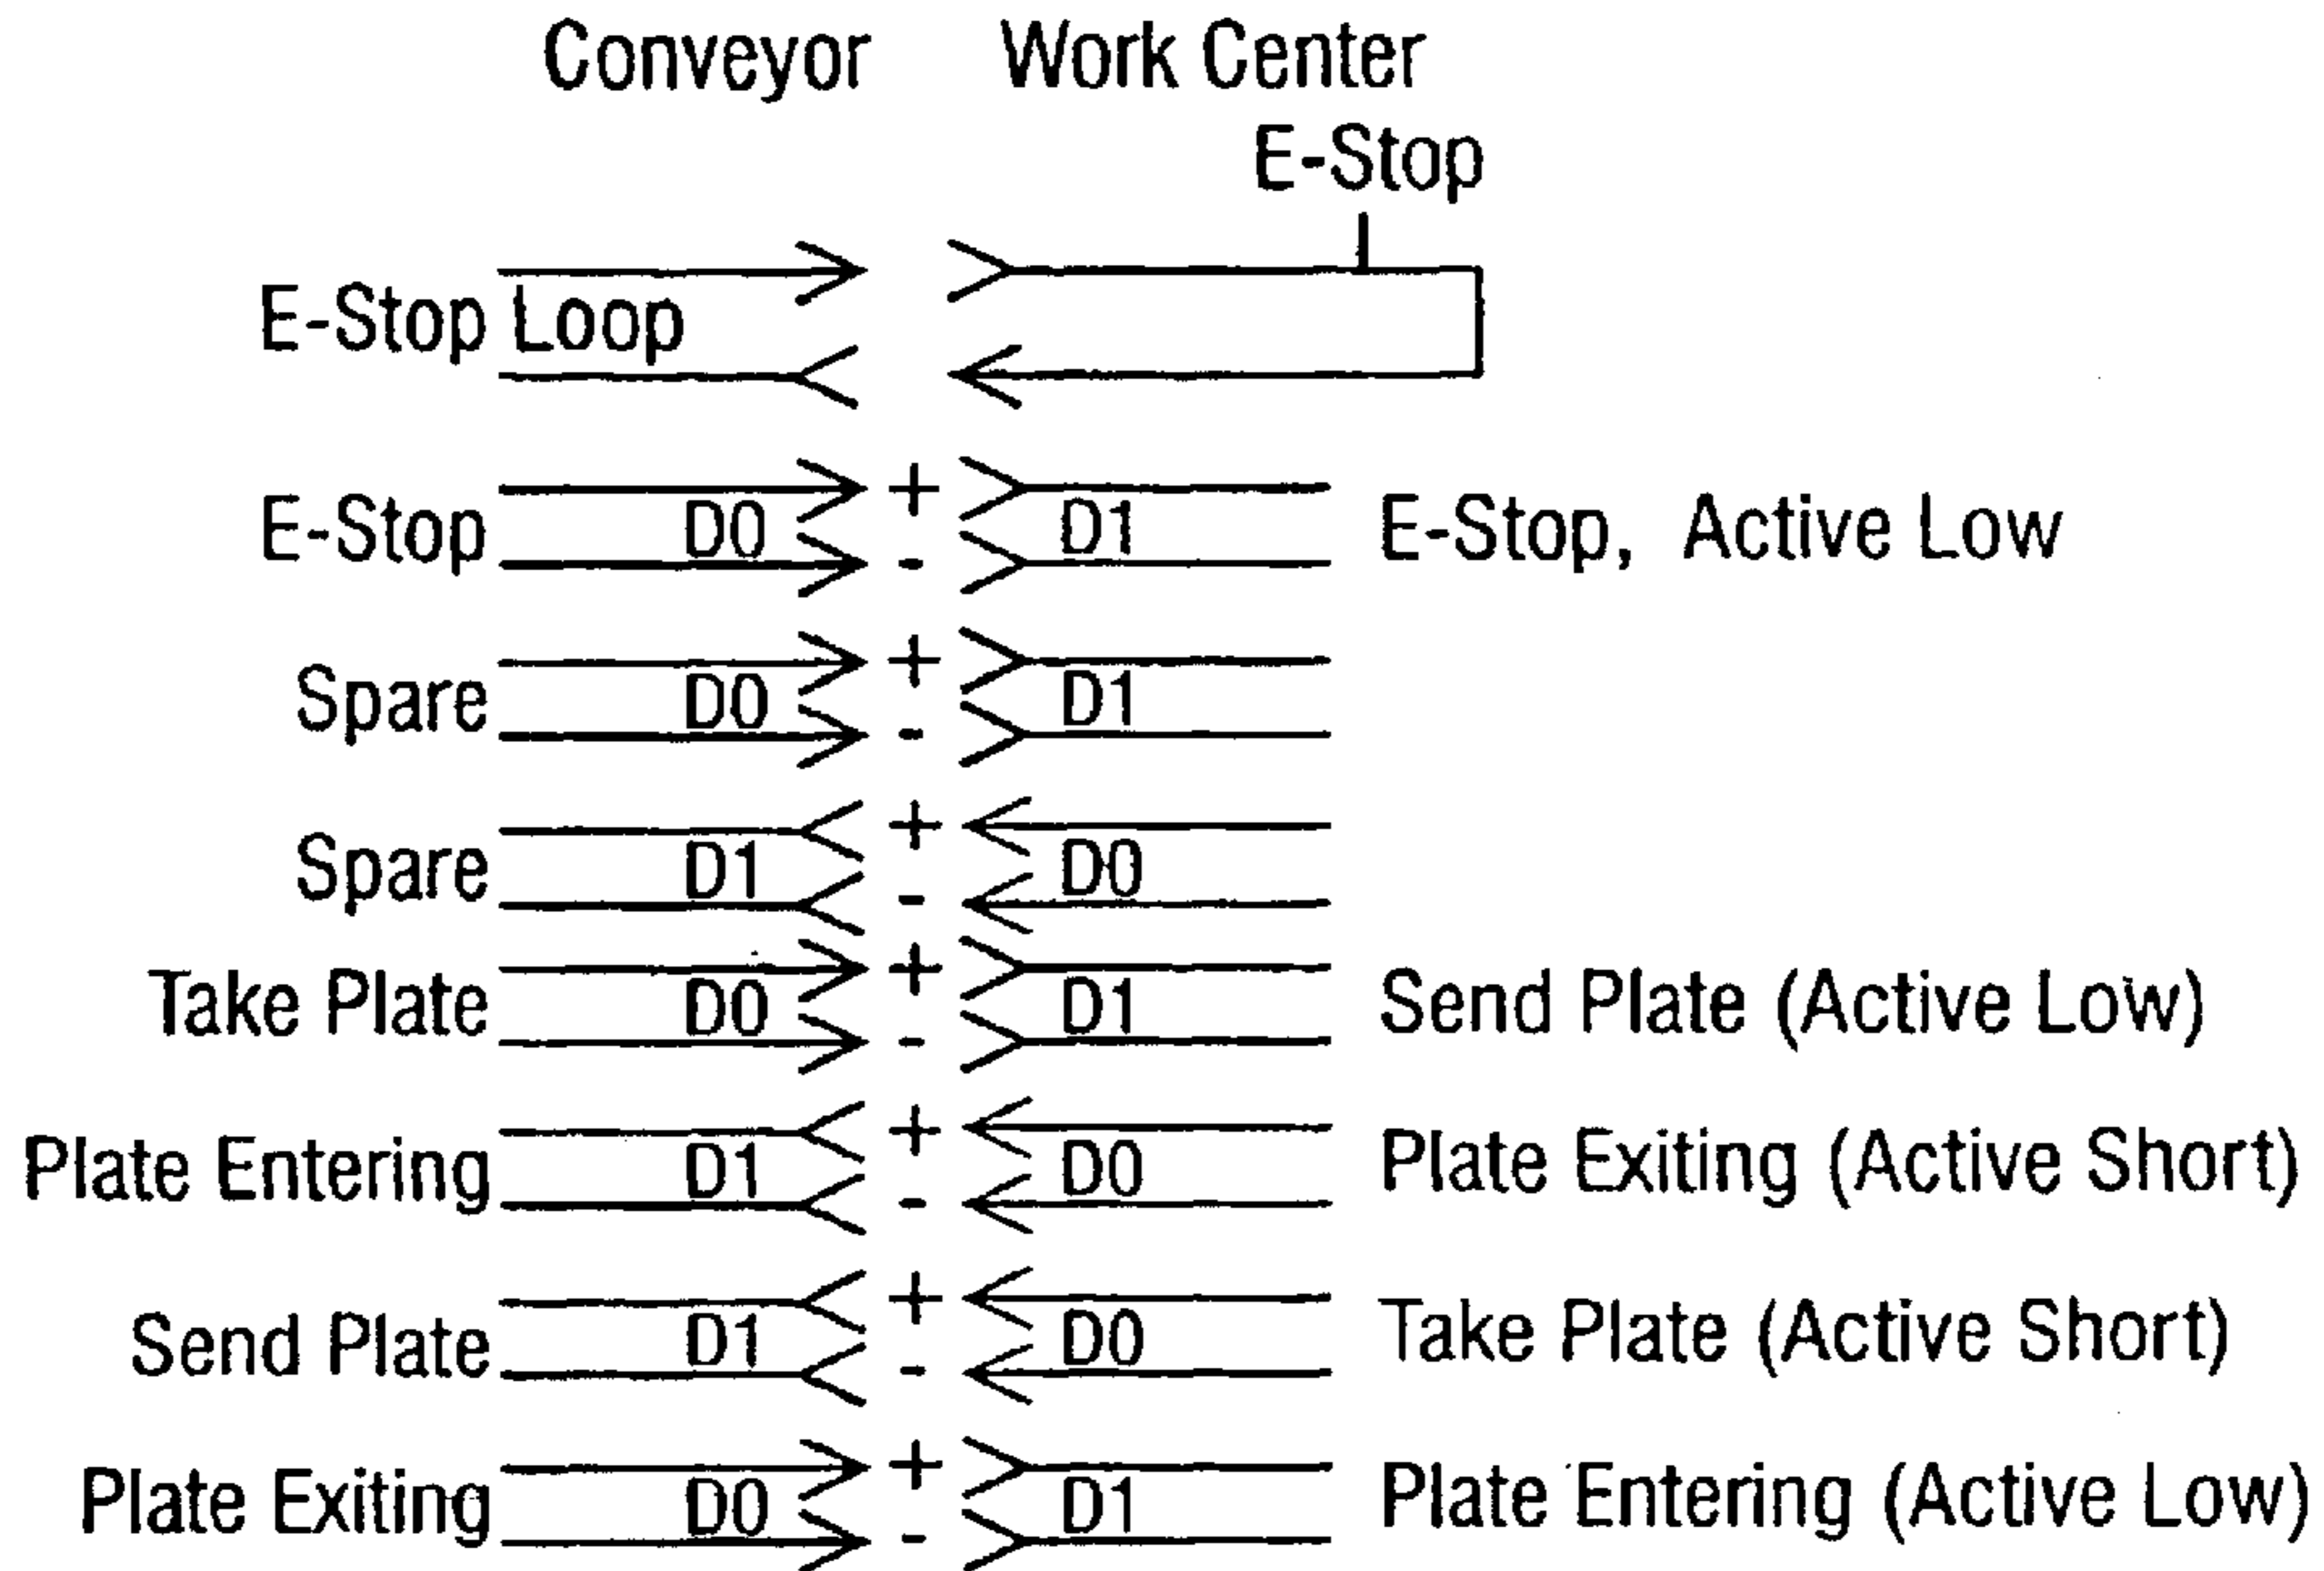 Conveyor Work Center
E-Stop
E-Stop Loop
+
E-Stop D0 D1 E-Stop, Active Low
-
+
Spare D0 D1
-
+
Spare D1 D0
-
+
Take Plate D0 D1 Send Plate (Active Low)
-
+
Plate Entering D1 D0 Plate Exiting (Active Short)
-
+
Send Plate D1 D0 Take Plate (Active Short)
-
+
Plate Exiting D0 D1 Plate Entering (Active Low)
-